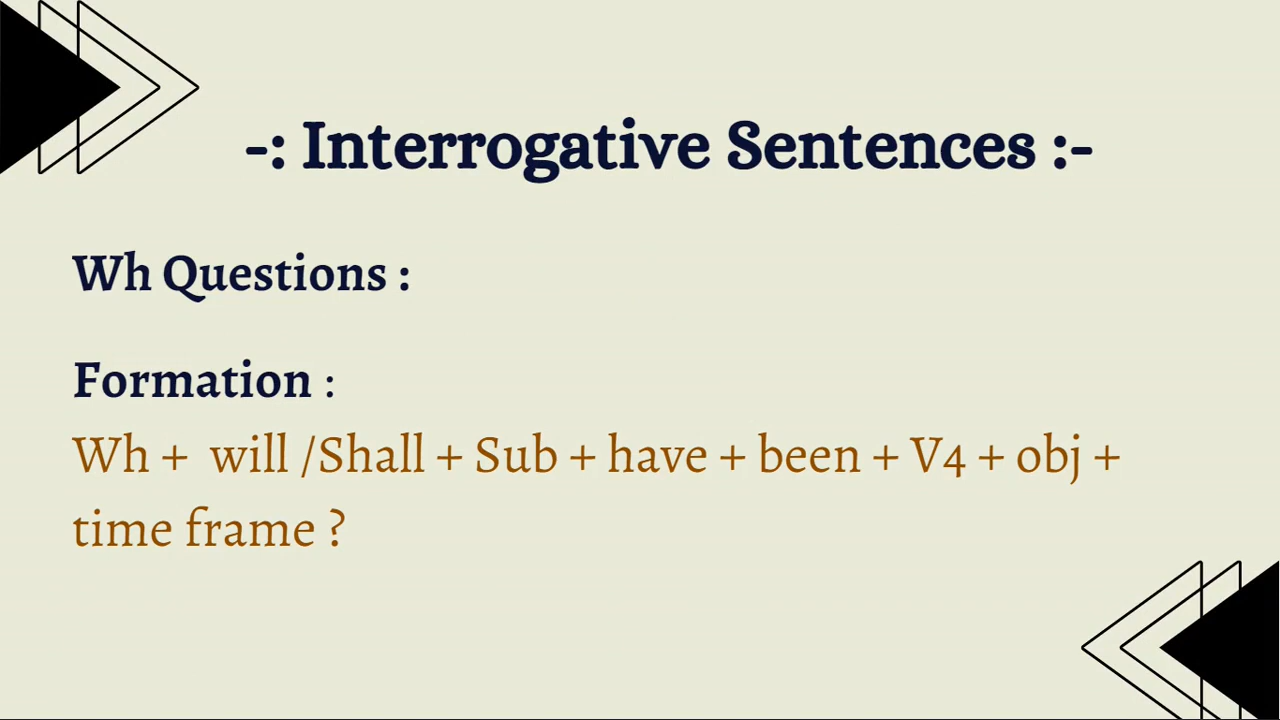 -: Interrogative Sentences :-
Wh Questions :
Formation :
Wh + will /Shall + Sub + have + been + V4 + obj +
time frame ?